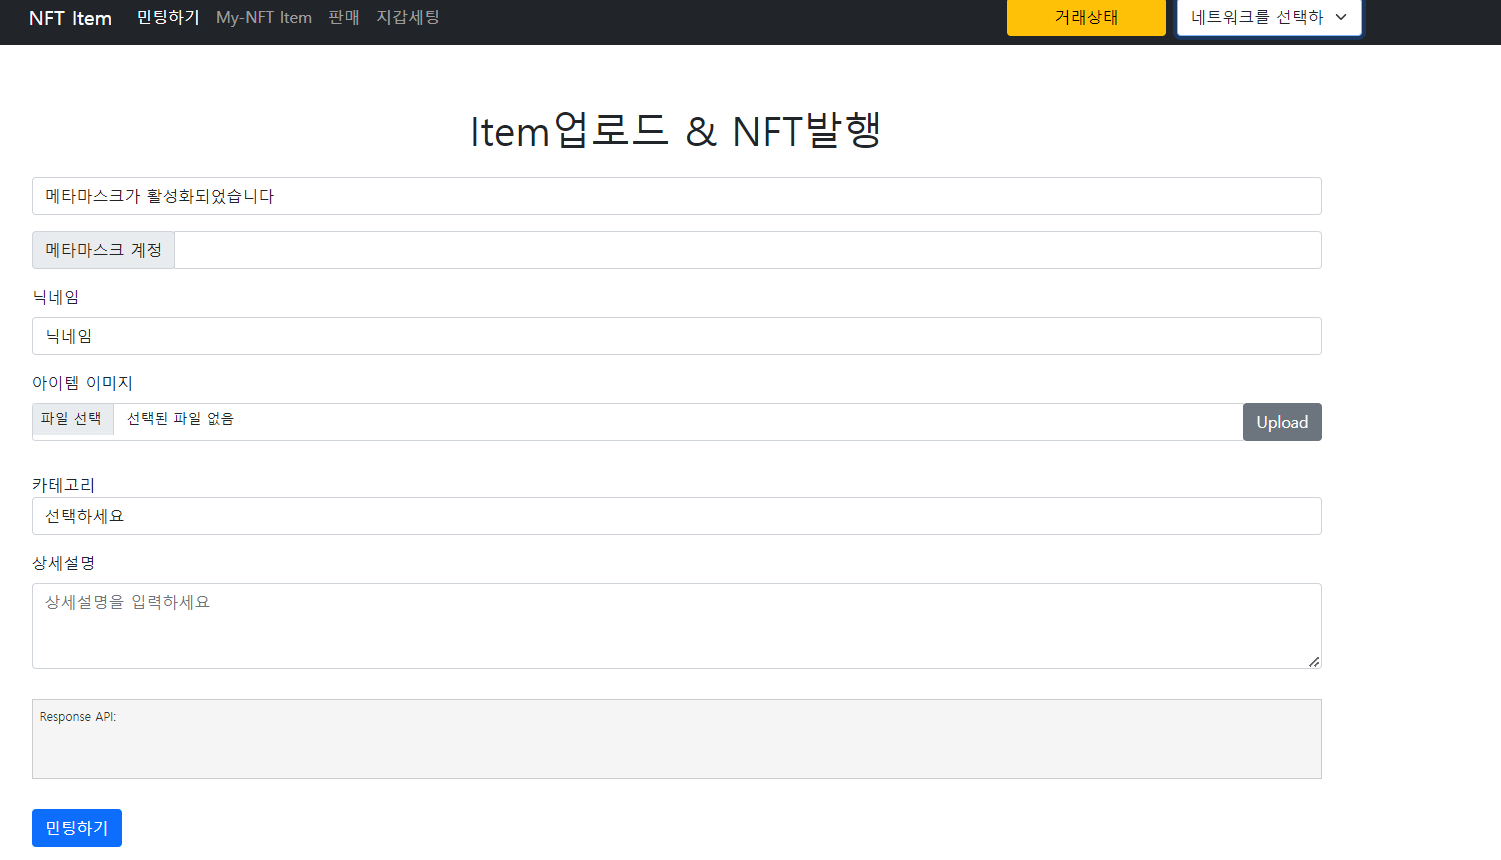 NFT Item 민팅하기 My-NFT Item 판매 지갑세팅 거래상태 네트워크를 선택하
Item업로드 & NFT발행
메타마스크가 활성화되었습니다
메타마스크 계정
닉네임
닉네임
아이템 이미지
파일 선택 선택된 파일 없음 Upload
카테고리
선택하세요
상세설명
상세설명을 입력하세요
Response API:
민팅하기